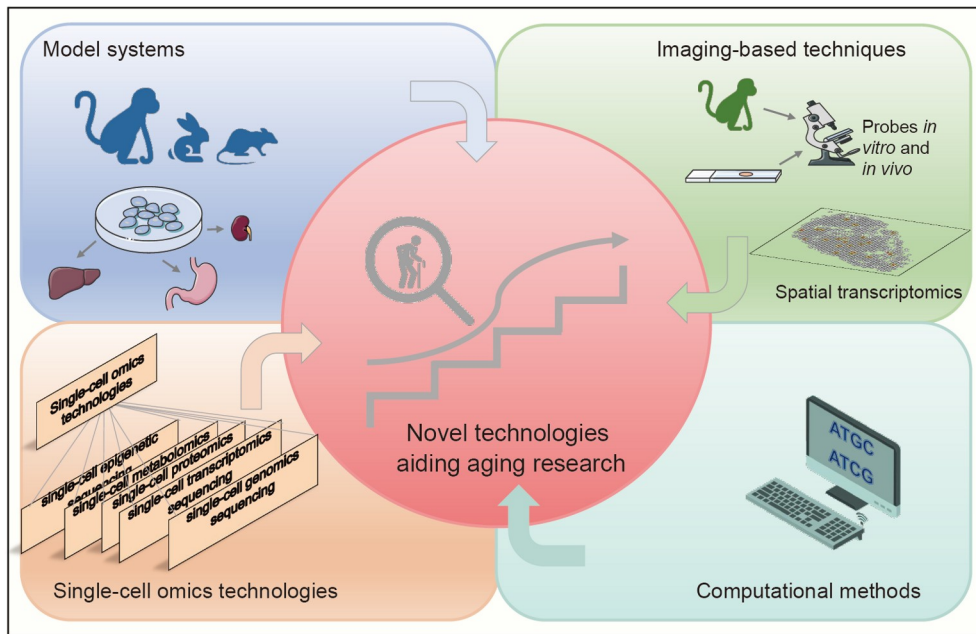 Model systems
Imaging-based techniques
Probes in
vitro and
in vivo
Spatial transcriptomics
Single-cell omics
technologies
single-cell epigenetic
sequencing
single-cell metabolomics
single-cell proteomics
single-cell transcriptomics
sequencing
single-cell genomics
sequencing
Single-cell omics technologies
Novel technologies
aiding aging research
ATGC
ATCG
Computational methods